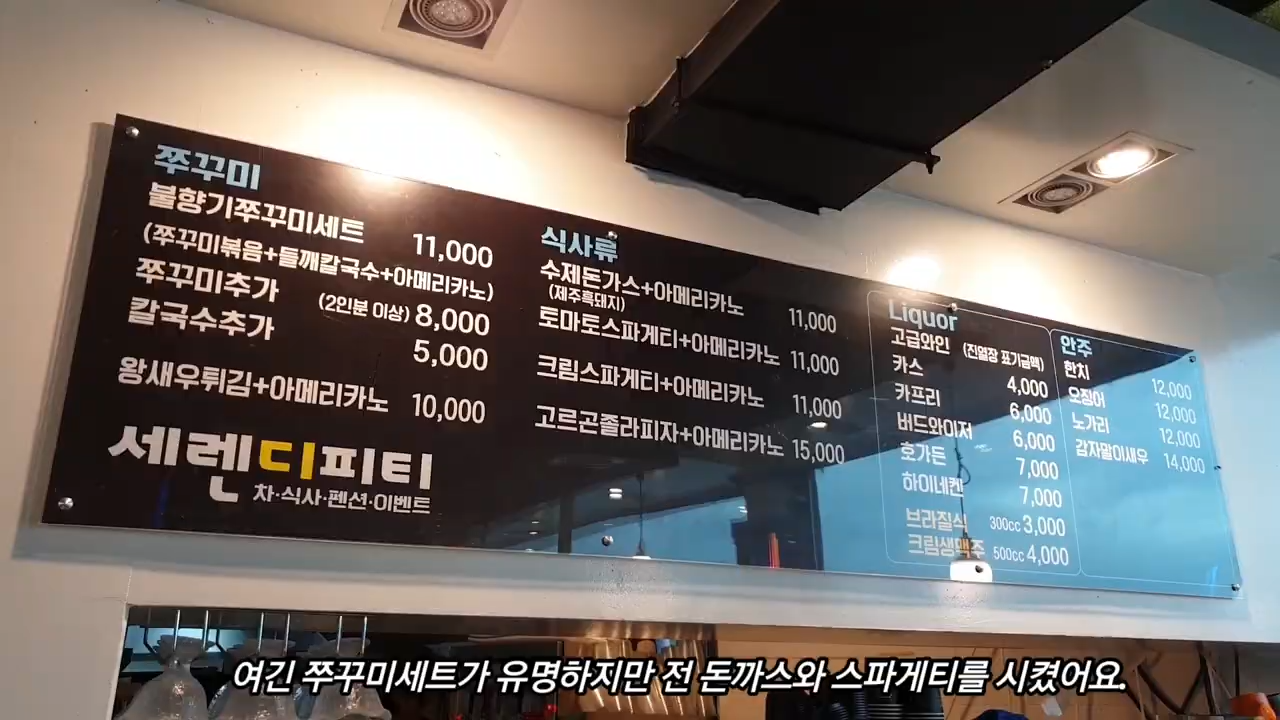 쭈꾸미
불향기쭈꾸미세트 11,000
(쭈꾸미볶음+들깨칼국수+아메리카노)
쭈꾸미추가 (2인분 이상) 8,000
칼국수추가 5,000
왕새우튀김+아메리카노 10,000
세렌디피티
차·식사·펜션·이벤트
식사류
수제돈가스+아메리카노 11,000
(제주흑돼지)
토마토스파게티+아메리카노 11,000
크림스파게티+아메리카노 11,000
고르곤졸라피자+아메리카노 15,000
Liquor
고급와인 (진열장 표기금액)
카스 4,000
카프리 6,000
버드와이저 6,000
호가든 7,000
하이네켄 7,000
브라질식 300cc 3,000
크림생맥주 500cc 4,000
안주
한치 12,000
오징어 12,000
노가리 12,000
감자말이새우 14,000
여긴 쭈꾸미세트가 유명하지만 전 돈까스와 스파게티를 시켰어요.